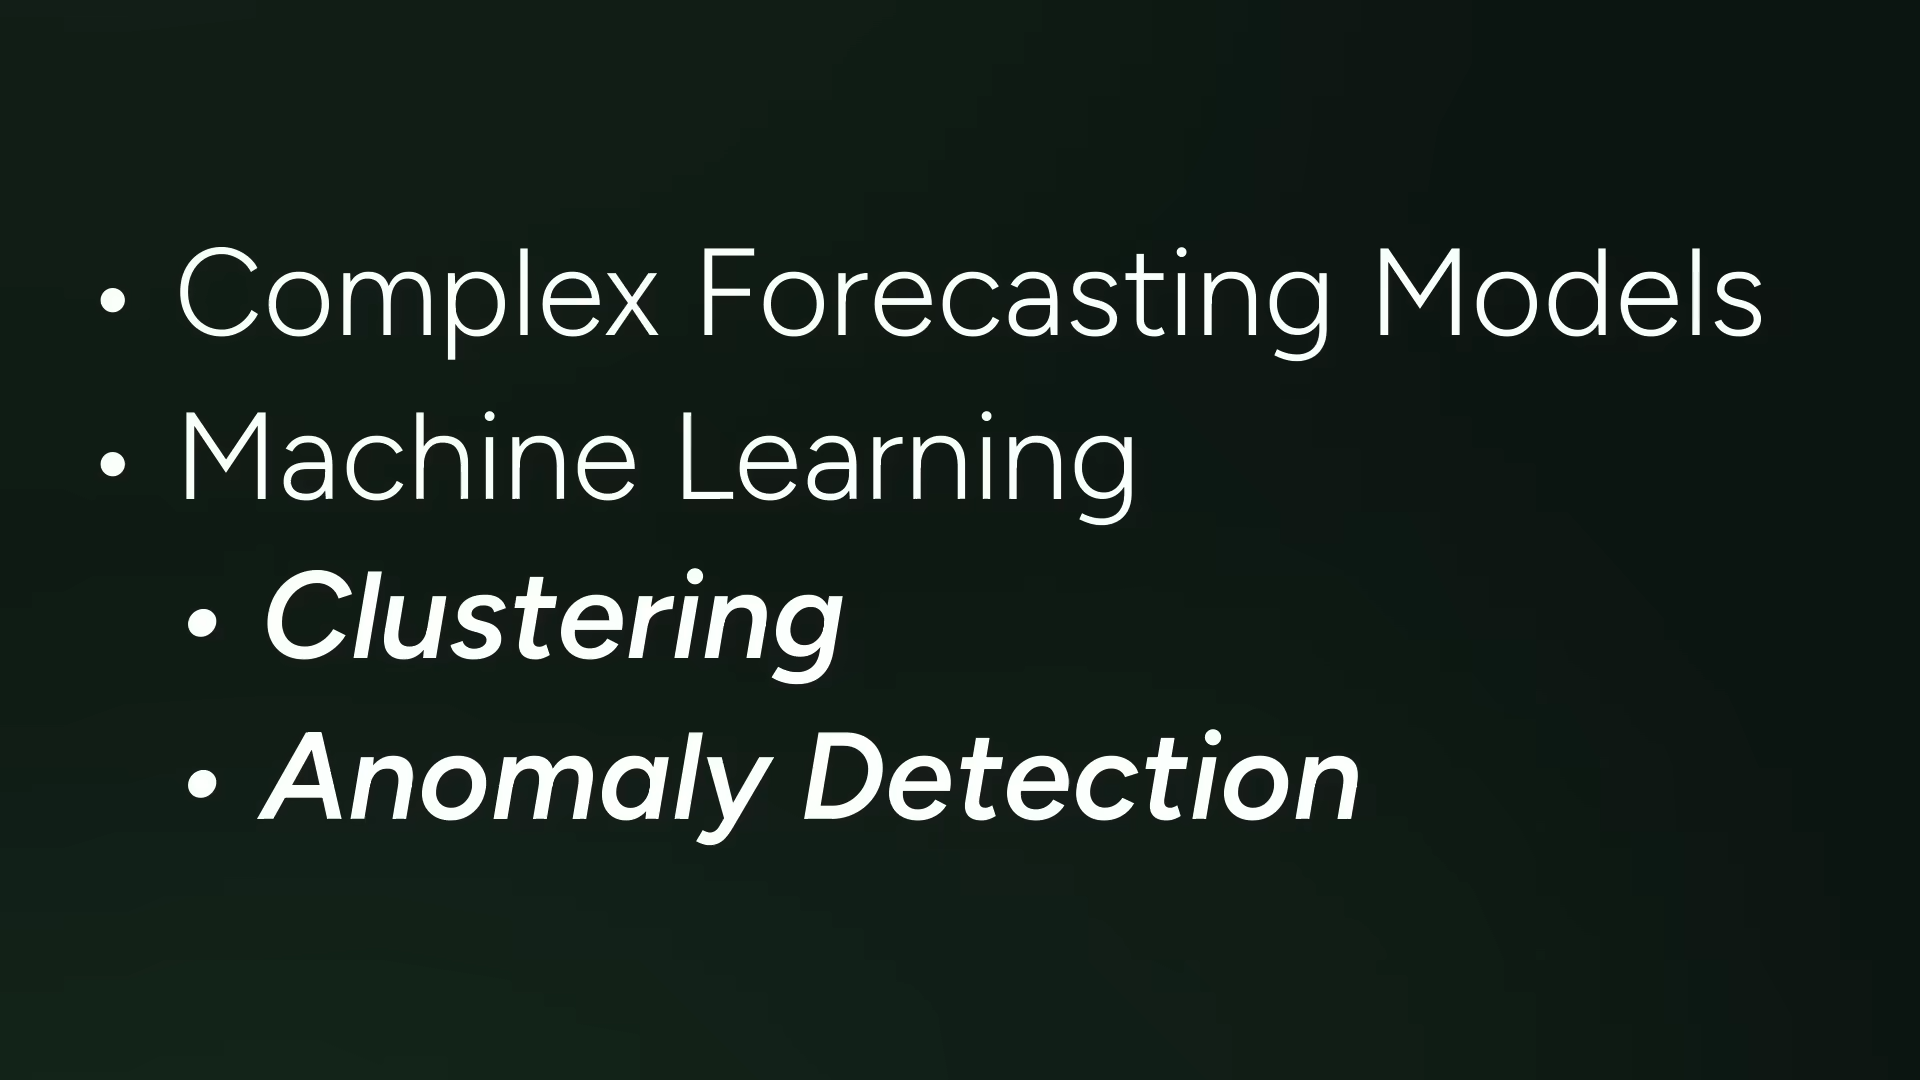 • Complex Forecasting Models
• Machine Learning
• Clustering
• Anomaly Detection